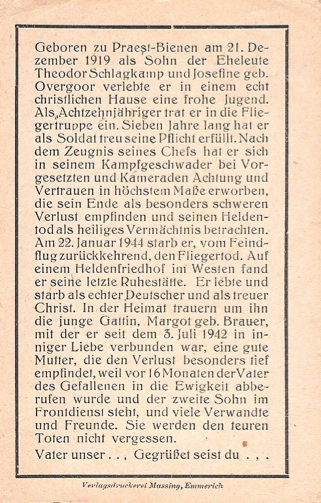 Geboren zu Praest-Bienen am 21. De-
zember 1919 als Sohn der Eheleute
Theodor Schlagkamp und Josefine geb.
Overgoor verlebte er in einem echt
christlichen Hause eine frohe Jugend.
Als Achtzehnjähriger trat er in die Flie-
gertruppe ein. Sieben Jahre lang hat er
als Soldat treu seine Pflicht erfüllt. Nach
dem Zeugnis seines Chefs hat er sich
in seinem Kampfgeschwader bei Vor-
gesetzten und Kameraden Achtung und
Vertrauen in höchstem Maße erworben,
die sein Ende als besonders schweren
Verlust empfinden und seinen Helden-
tod als heiliges Vermächtnis betrachten.
Am 22. Januar 1944 starb er, vom Feind-
flug zurückkehrend, den Fliegertod. Auf
einem Heldenfriedhof im Westen fand
er seine letzte Ruhestätte. Er lebte und
starb als echter Deutscher und als treuer
Christ. In der Heimat trauern um ihn
die junge Gattin, Margot geb. Brauer,
mit der er seit dem 3. Juli 1942 in in-
niger Liebe verbunden war, eine gute
Mutter, die den Verlust besonders tief
empfindet, weil vor 16 Monaten der Vater
des Gefallenen in die Ewigkeit abbe-
rufen wurde und der zweite Sohn im
Frontdienst steht, und viele Verwandte
und Freunde. Sie werden den teuren
Toten nicht vergessen.
Vater unser . . , Gegrüßet seist du . , .
Verlagsdruckerei Massing, Emmerich